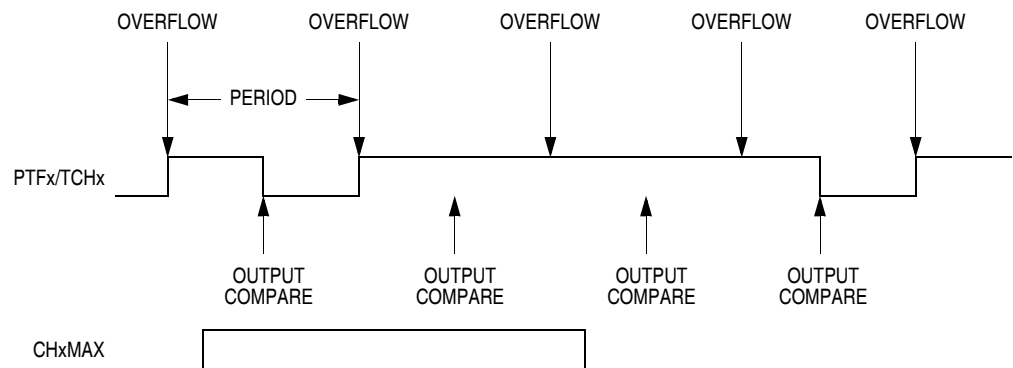 OVERFLOW OVERFLOW OVERFLOW OVERFLOW OVERFLOW
PERIOD
PTFx/TCHx
OUTPUT OUTPUT OUTPUT OUTPUT
COMPARE COMPARE COMPARE COMPARE
CHxMAX